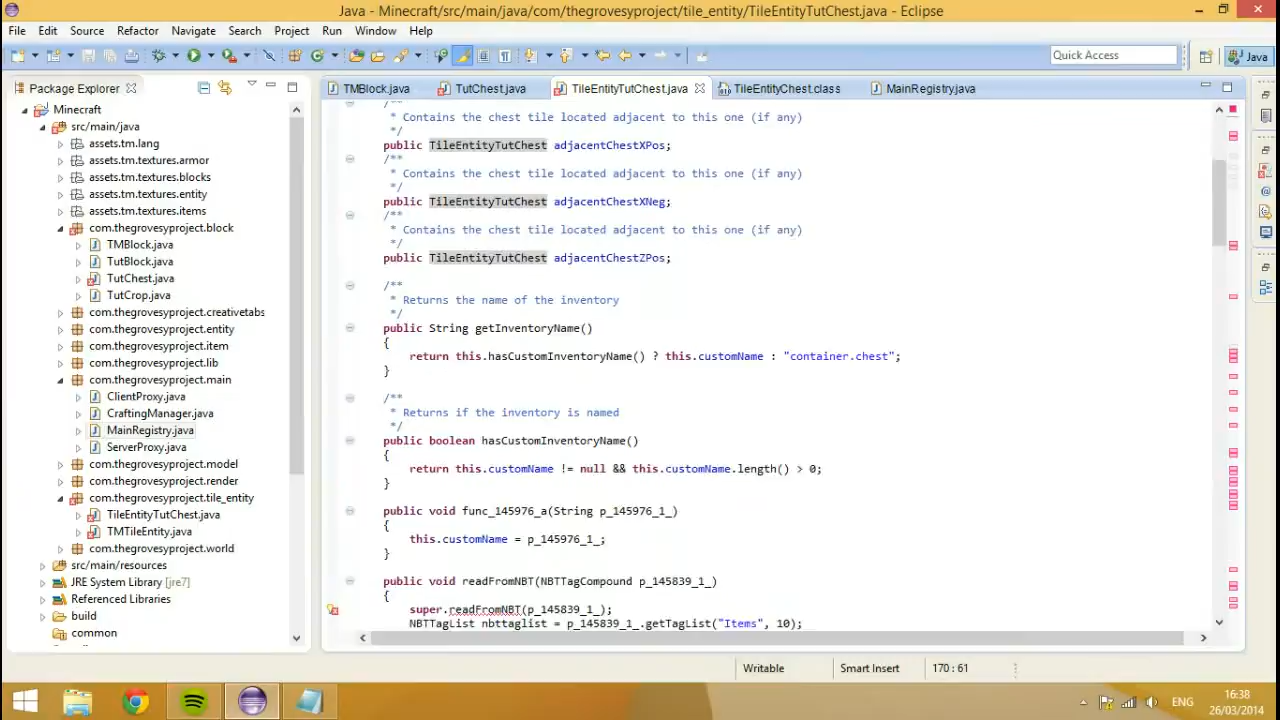 Java - Minecraft/src/main/java/com/thegrovesyproject/tile_entity/TileEntityTutChest.java - Eclipse
File Edit Source Refactor Navigate Search Project Run Window Help
Quick Access
Java
Package Explorer
TMBlock.java TutChest.java TileEntityTutChest.java TileEntityChest.class MainRegistry.java
Minecraft
src/main/java
assets.tm.lang
assets.tm.textures.armor
assets.tm.textures.blocks
assets.tm.textures.entity
assets.tm.textures.items
com.thegrovesyproject.block
TMBlock.java
TutBlock.java
TutChest.java
TutCrop.java
com.thegrovesyproject.creativetabs
com.thegrovesyproject.entity
com.thegrovesyproject.item
com.thegrovesyproject.lib
com.thegrovesyproject.main
ClientProxy.java
CraftingManager.java
MainRegistry.java
ServerProxy.java
com.thegrovesyproject.model
com.thegrovesyproject.render
com.thegrovesyproject.tile_entity
TileEntityTutChest.java
TMTileEntity.java
com.thegrovesyproject.world
src/main/resources
JRE System Library [jre7]
Referenced Libraries
build
common
/**
* Contains the chest tile located adjacent to this one (if any)
*/
public TileEntityTutChest adjacentChestXPos;
/**
* Contains the chest tile located adjacent to this one (if any)
*/
public TileEntityTutChest adjacentChestXNeg;
/**
* Contains the chest tile located adjacent to this one (if any)
*/
public TileEntityTutChest adjacentChestZPos;
/**
* Returns the name of the inventory
*/
public String getInventoryName()
{
return this.hasCustomInventoryName() ? this.customName : "container.chest";
}
/**
* Returns if the inventory is named
*/
public boolean hasCustomInventoryName()
{
return this.customName != null && this.customName.length() > 0;
}
public void func_145976_a(String p_145976_1_)
{
this.customName = p_145976_1_;
}
public void readFromNBT(NBTTagCompound p_145839_1_)
{
super.readFromNBT(p_145839_1_);
NBTTagList nbttaglist = p_145839_1_.getTagList("Items", 10);
Writable Smart Insert 170 : 61
ENG
16:38
26/03/2014